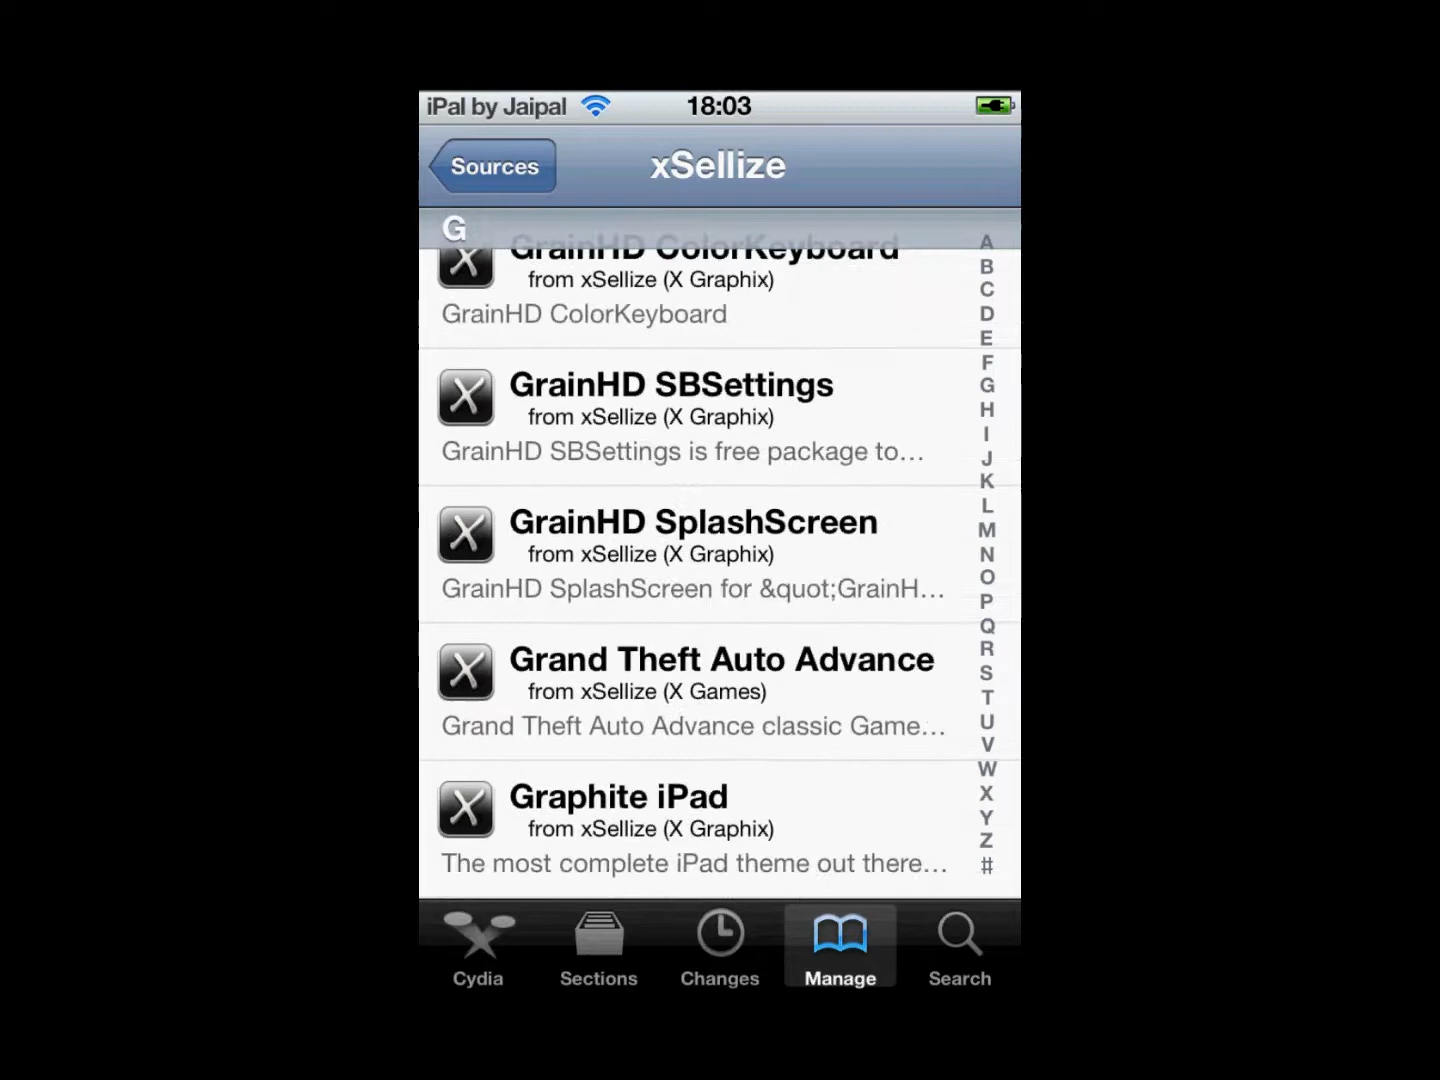 iPal by Jaipal 18:03
Sources xSellize
G
GrainHD ColorKeyboard
from xSellize (X Graphix)
GrainHD ColorKeyboard
GrainHD SBSettings
from xSellize (X Graphix)
GrainHD SBSettings is free package to…
GrainHD SplashScreen
from xSellize (X Graphix)
GrainHD SplashScreen for &quot;GrainH…
Grand Theft Auto Advance
from xSellize (X Games)
Grand Theft Auto Advance classic Game…
Graphite iPad
from xSellize (X Graphix)
The most complete iPad theme out there…
A
B
C
D
E
F
G
H
I
J
K
L
M
N
O
P
Q
R
S
T
U
V
W
X
Y
Z
#
Cydia Sections Changes Manage Search